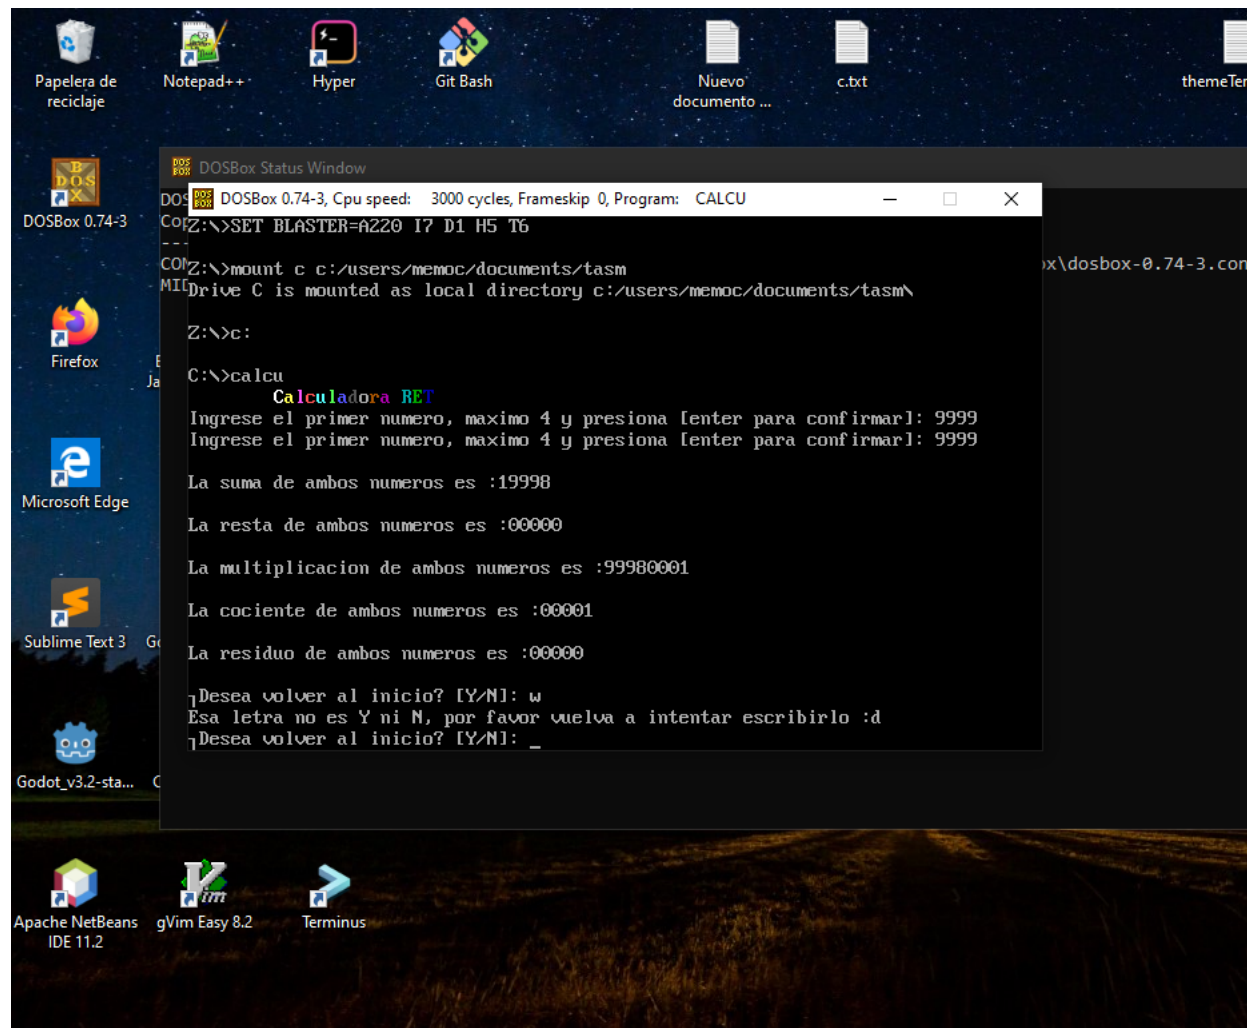 Papelera de
reciclaje
Notepad++
Hyper
Git Bash
Nuevo
documento ...
c.txt
DOSBox 0.74-3
Firefox
Microsoft Edge
Sublime Text 3
Godot_v3.2-sta...
Apache NetBeans
IDE 11.2
gVim Easy 8.2
Terminus
DOSBox Status Window
x\dosbox-0.74-3.con
DOSBox 0.74-3, Cpu speed: 3000 cycles, Frameskip 0, Program: CALCU
Z:\>SET BLASTER=A220 I7 D1 H5 T6
Z:\>mount c c:/users/memoc/documents/tasm
Drive C is mounted as local directory c:/users/memoc/documents/tasm\
Z:\>c:
C:\>calcu
Calculadora RET
Ingrese el primer numero, maximo 4 y presiona [enter para confirmar]: 9999
Ingrese el primer numero, maximo 4 y presiona [enter para confirmar]: 9999
La suma de ambos numeros es :19998
La resta de ambos numeros es :00000
La multiplicacion de ambos numeros es :99980001
La cociente de ambos numeros es :00001
La residuo de ambos numeros es :00000
┐Desea volver al inicio? [Y/N]: w
Esa letra no es Y ni N, por favor vuelva a intentar escribirlo :d
┐Desea volver al inicio? [Y/N]: _